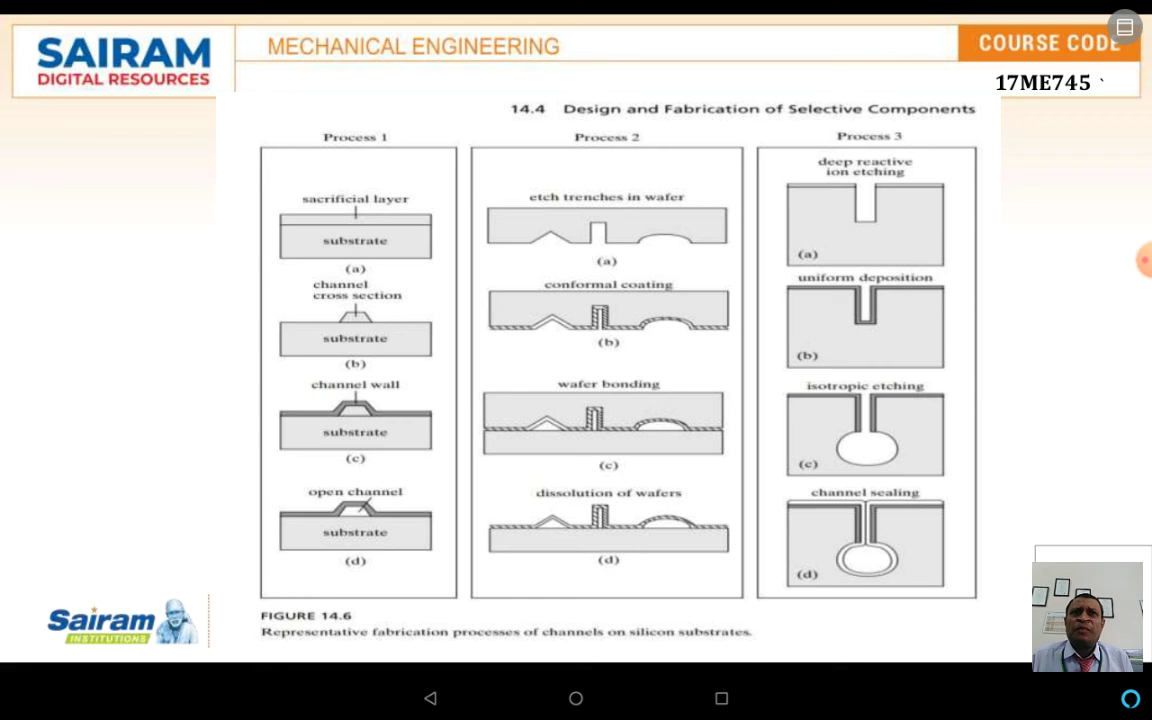 SAIRAM
DIGITAL RESOURCES
MECHANICAL ENGINEERING
COURSE CODE
17ME745 `
14.4 Design and Fabrication of Selective Components
Process 1
sacrificial layer
substrate
(a)
channel
cross section
substrate
(b)
channel wall
substrate
(c)
open channel
substrate
(d)
Process 2
etch trenches in wafer
(a)
conformal coating
(b)
wafer bonding
(c)
dissolution of wafers
(d)
Process 3
deep reactive
ion etching
(a)
uniform deposition
(b)
isotropic etching
(c)
channel sealing
(d)
FIGURE 14.6
Representative fabrication processes of channels on silicon substrates.
Sairam
INSTITUTIONS